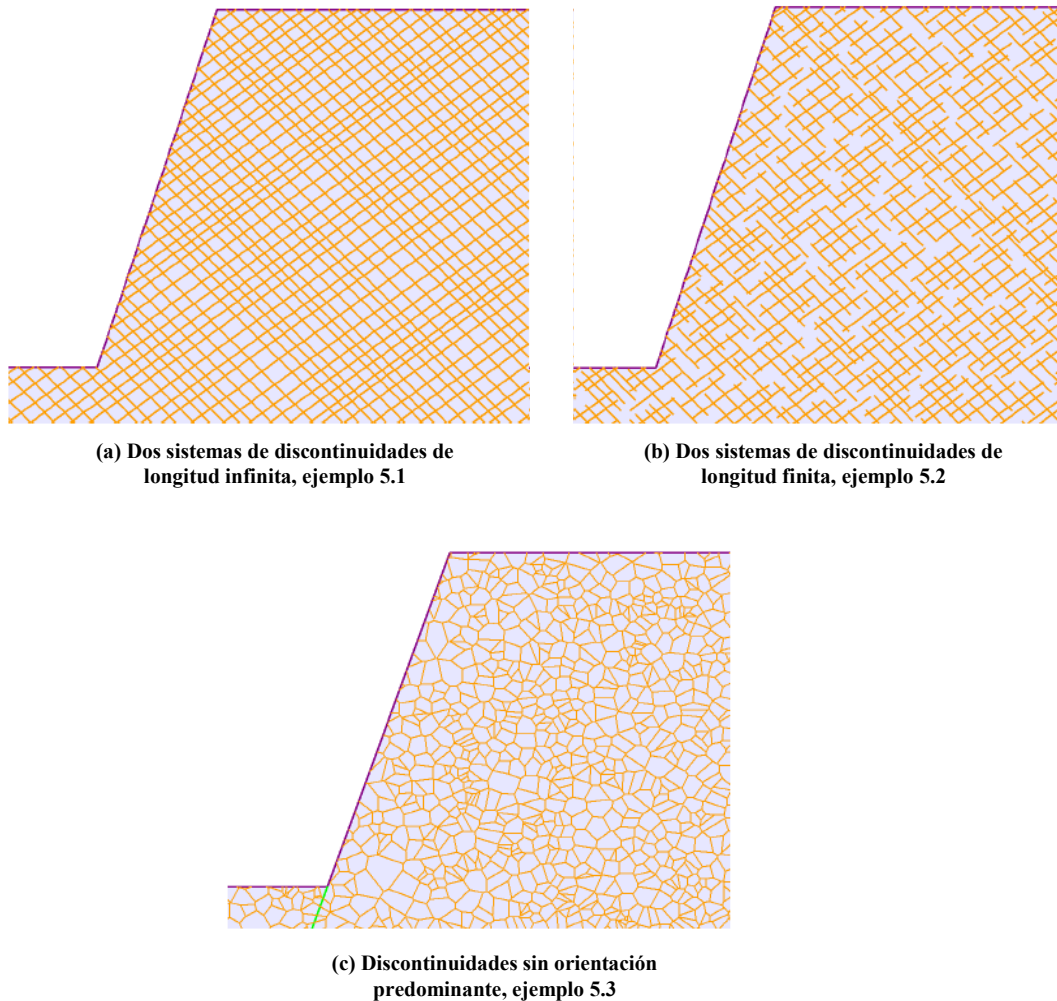 (a) Dos sistemas de discontinuidades de
longitud infinita, ejemplo 5.1
(b) Dos sistemas de discontinuidades de
longitud finita, ejemplo 5.2
(c) Discontinuidades sin orientación
predominante, ejemplo 5.3